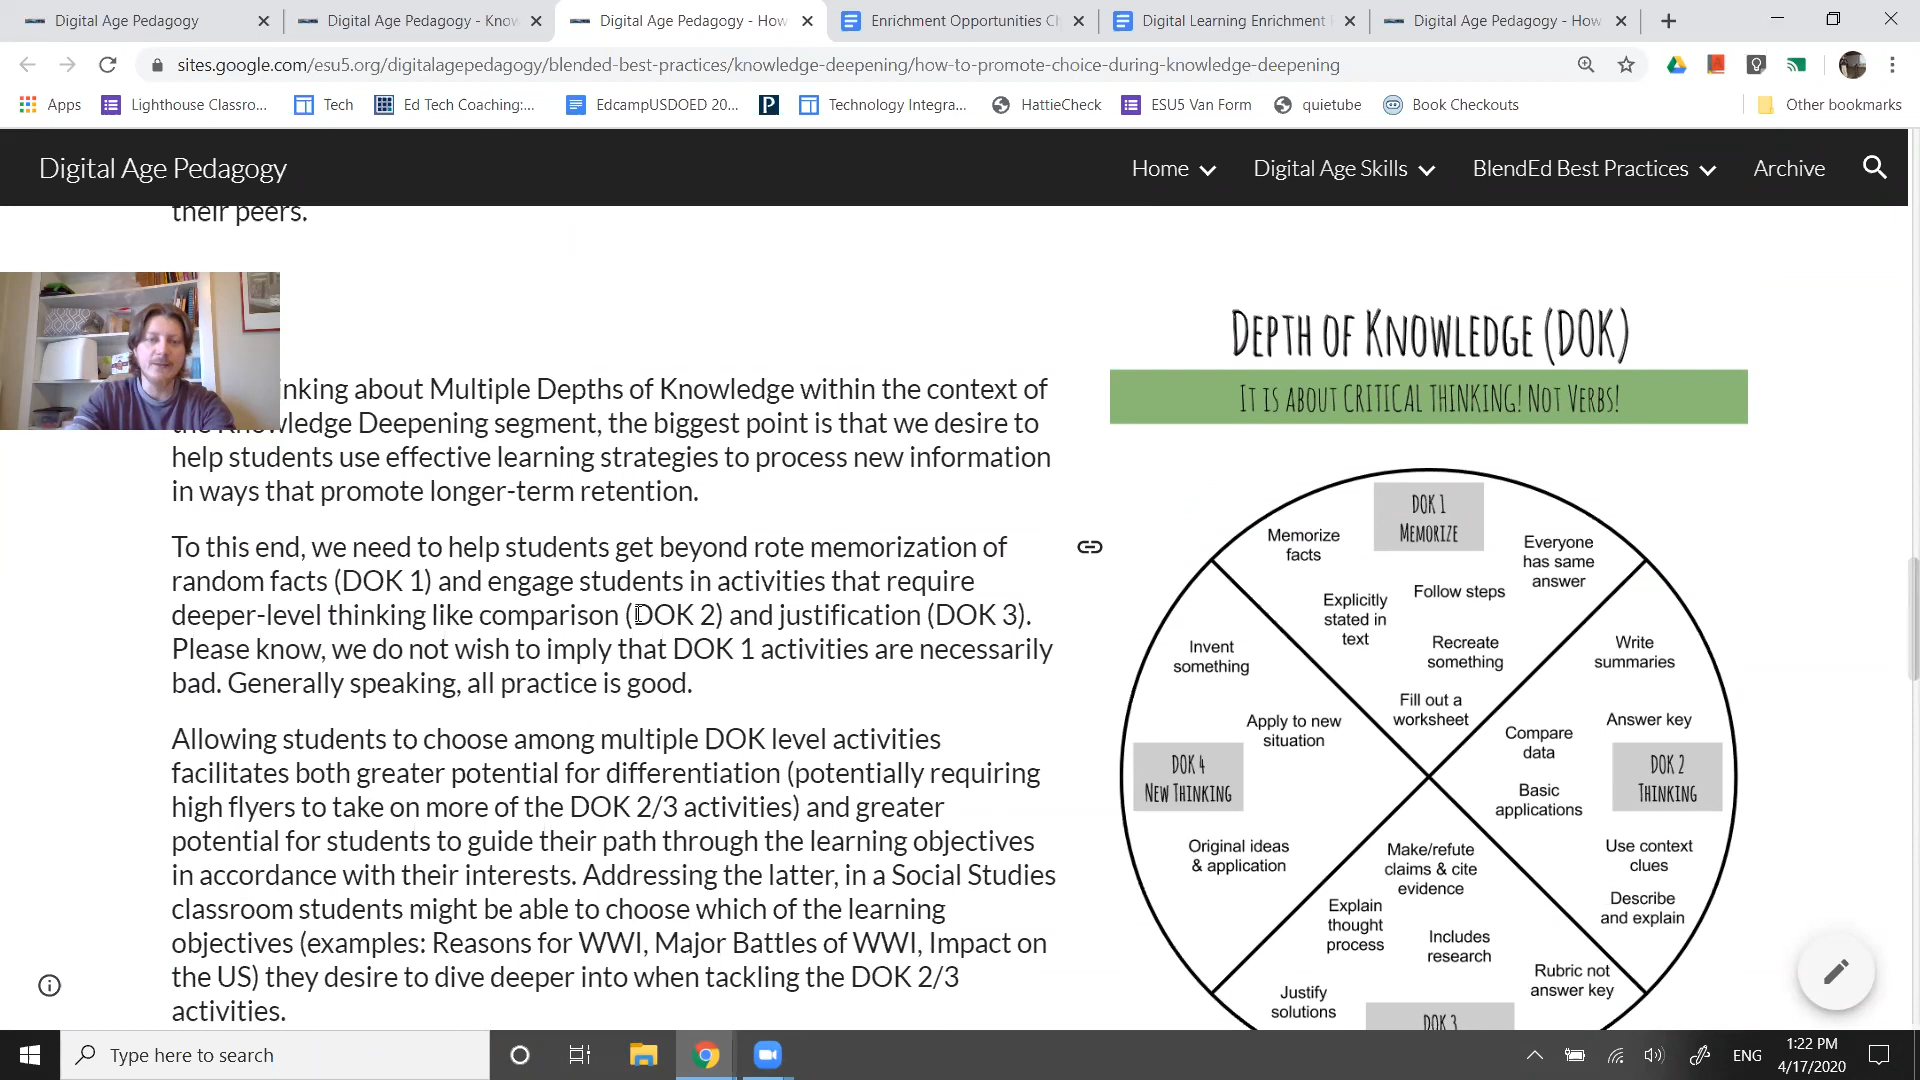 Digital Age Pedagogy
Digital Age Pedagogy - Know
Digital Age Pedagogy - How
Enrichment Opportunities Ch
Digital Learning Enrichment
Digital Age Pedagogy - How
sites.google.com/esu5.org/digitalagepedagogy/blended-best-practices/knowledge-deepening/how-to-promote-choice-during-knowledge-deepening
Apps
Lighthouse Classro...
Tech
Ed Tech Coaching:...
EdcampUSDOED 20...
Technology Integra...
HattieCheck
ESU5 Van Form
quietube
Book Checkouts
Other bookmarks
Digital Age Pedagogy
Home
Digital Age Skills
BlendEd Best Practices
Archive
their peers.
inking about Multiple Depths of Knowledge within the context of
the Knowledge Deepening segment, the biggest point is that we desire to
help students use effective learning strategies to process new information
in ways that promote longer-term retention.
To this end, we need to help students get beyond rote memorization of
random facts (DOK 1) and engage students in activities that require
deeper-level thinking like comparison (DOK 2) and justification (DOK 3).
Please know, we do not wish to imply that DOK 1 activities are necessarily
bad. Generally speaking, all practice is good.
Allowing students to choose among multiple DOK level activities
facilitates both greater potential for differentiation (potentially requiring
high flyers to take on more of the DOK 2/3 activities) and greater
potential for students to guide their path through the learning objectives
in accordance with their interests. Addressing the latter, in a Social Studies
classroom students might be able to choose which of the learning
objectives (examples: Reasons for WWI, Major Battles of WWI, Impact on
the US) they desire to dive deeper into when tackling the DOK 2/3
activities.
DEPTH OF KNOWLEDGE (DOK)
IT IS ABOUT CRITICAL THINKING! NOT VERBS!
DOK 1
MEMORIZE
Memorize
facts
Everyone
has same
answer
Explicitly
stated in
text
Follow steps
Recreate
something
Fill out a
worksheet
Write
summaries
Answer key
Compare
data
DOK 2
THINKING
Basic
applications
Use context
clues
Describe
and explain
Invent
something
Apply to new
situation
DOK 4
NEW THINKING
Original ideas
& application
Make/refute
claims & cite
evidence
Explain
thought
process
Includes
research
Rubric not
answer key
Justify
solutions
DOK 3
Type here to search
ENG
1:22 PM
4/17/2020